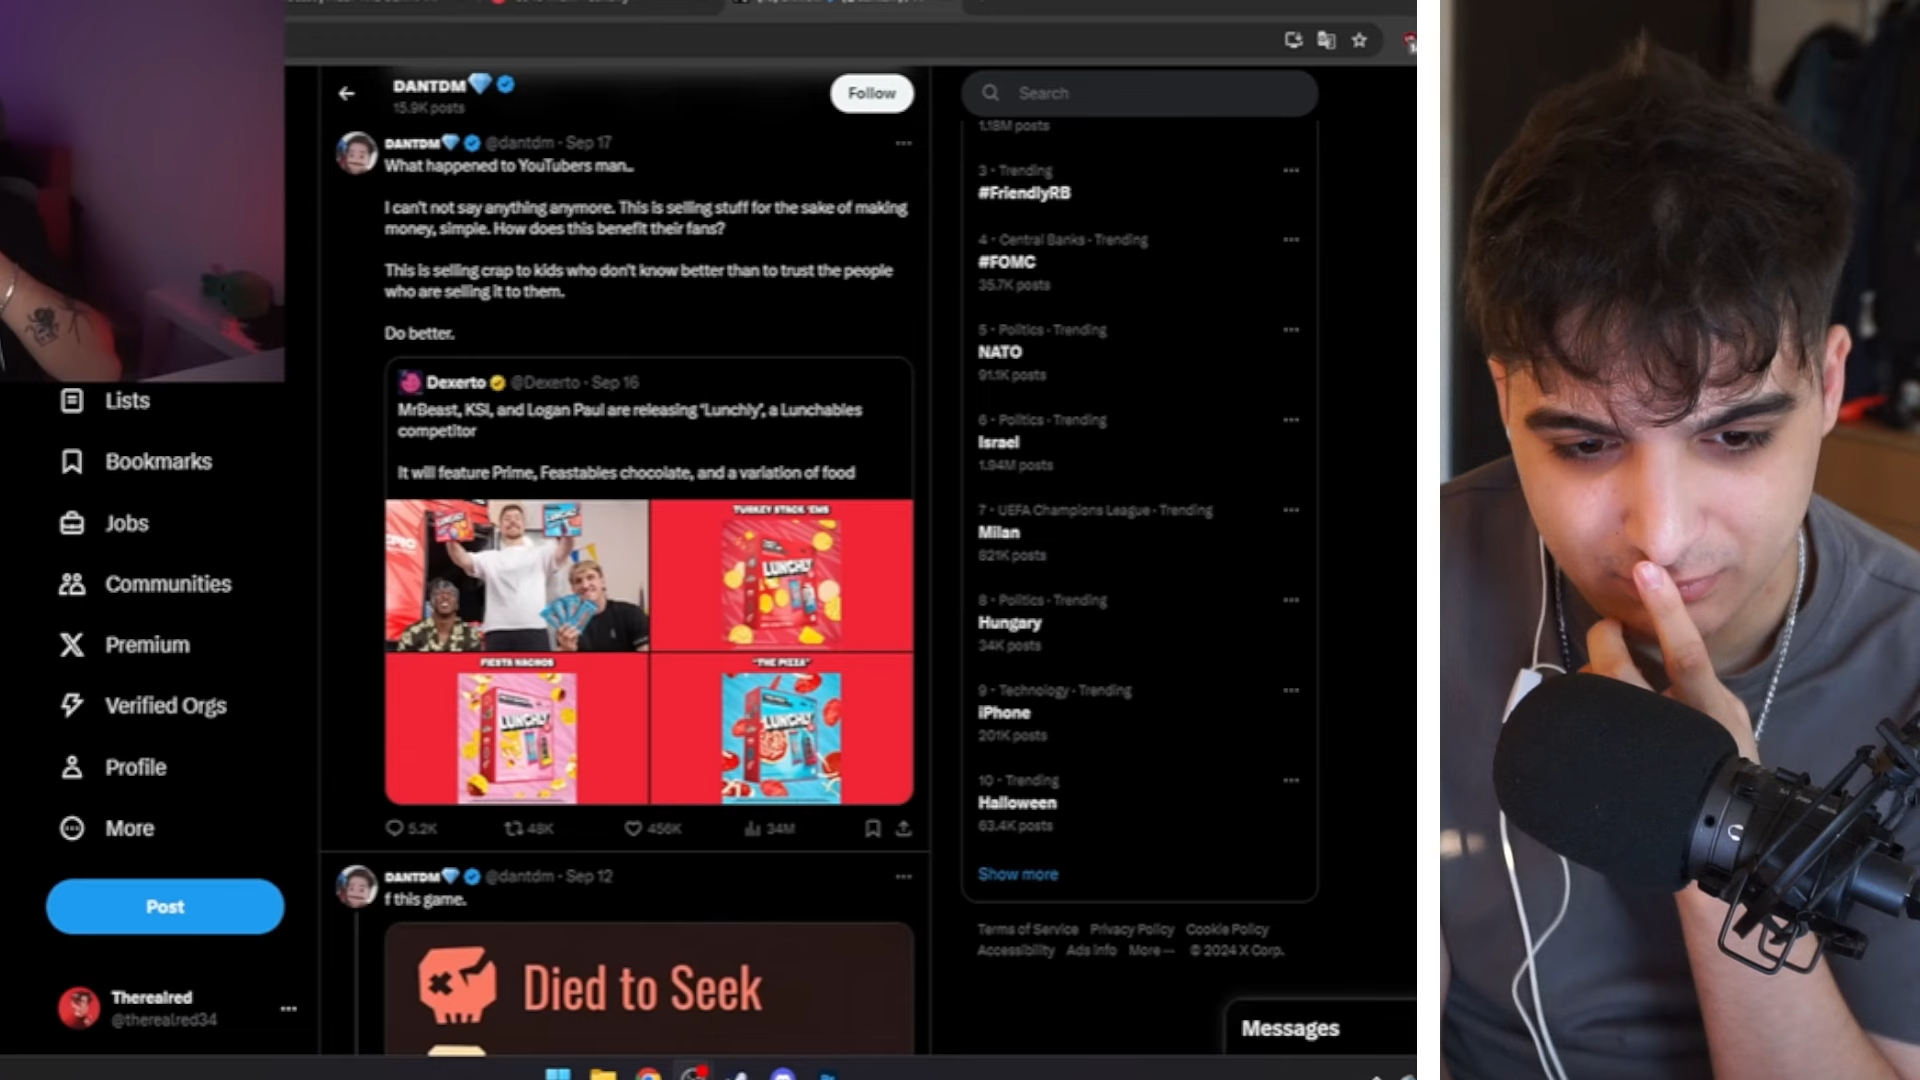 DANTDM
15.9K posts
Follow
Search
DANTDM @dantdm · Sep 17
What happened to YouTubers man..
I can't not say anything anymore. This is selling stuff for the sake of making
money, simple. How does this benefit their fans?
This is selling crap to kids who don't know better than to trust the people
who are selling it to them.
Do better.
Dexerto @Dexerto · Sep 16
MrBeast, KSI, and Logan Paul are releasing 'Lunchly', a Lunchables
competitor
It will feature Prime, Feastables chocolate, and a variation of food
TURKEY STACK 'EMS
LUNCHLY
FIESTA NACHOS
LUNCHLY
"THE PIZZA"
LUNCHLY
5.2K
48K
456K
34M
DANTDM @dantdm · Sep 12
f this game.
Died to Seek
Lists
Bookmarks
Jobs
Communities
Premium
Verified Orgs
Profile
More
Post
Therealred
@therealred34
1.18M posts
3 · Trending
#FriendlyRB
4 · Central Banks · Trending
#FOMC
35.7K posts
5 · Politics · Trending
NATO
91.1K posts
6 · Politics · Trending
Israel
1.94M posts
7 · UEFA Champions League · Trending
Milan
821K posts
8 · Politics · Trending
Hungary
34K posts
9 · Technology · Trending
iPhone
201K posts
10 · Trending
Halloween
63.4K posts
Show more
Terms of Service Privacy Policy Cookie Policy
Accessibility Ads info More ··· © 2024 X Corp.
Messages